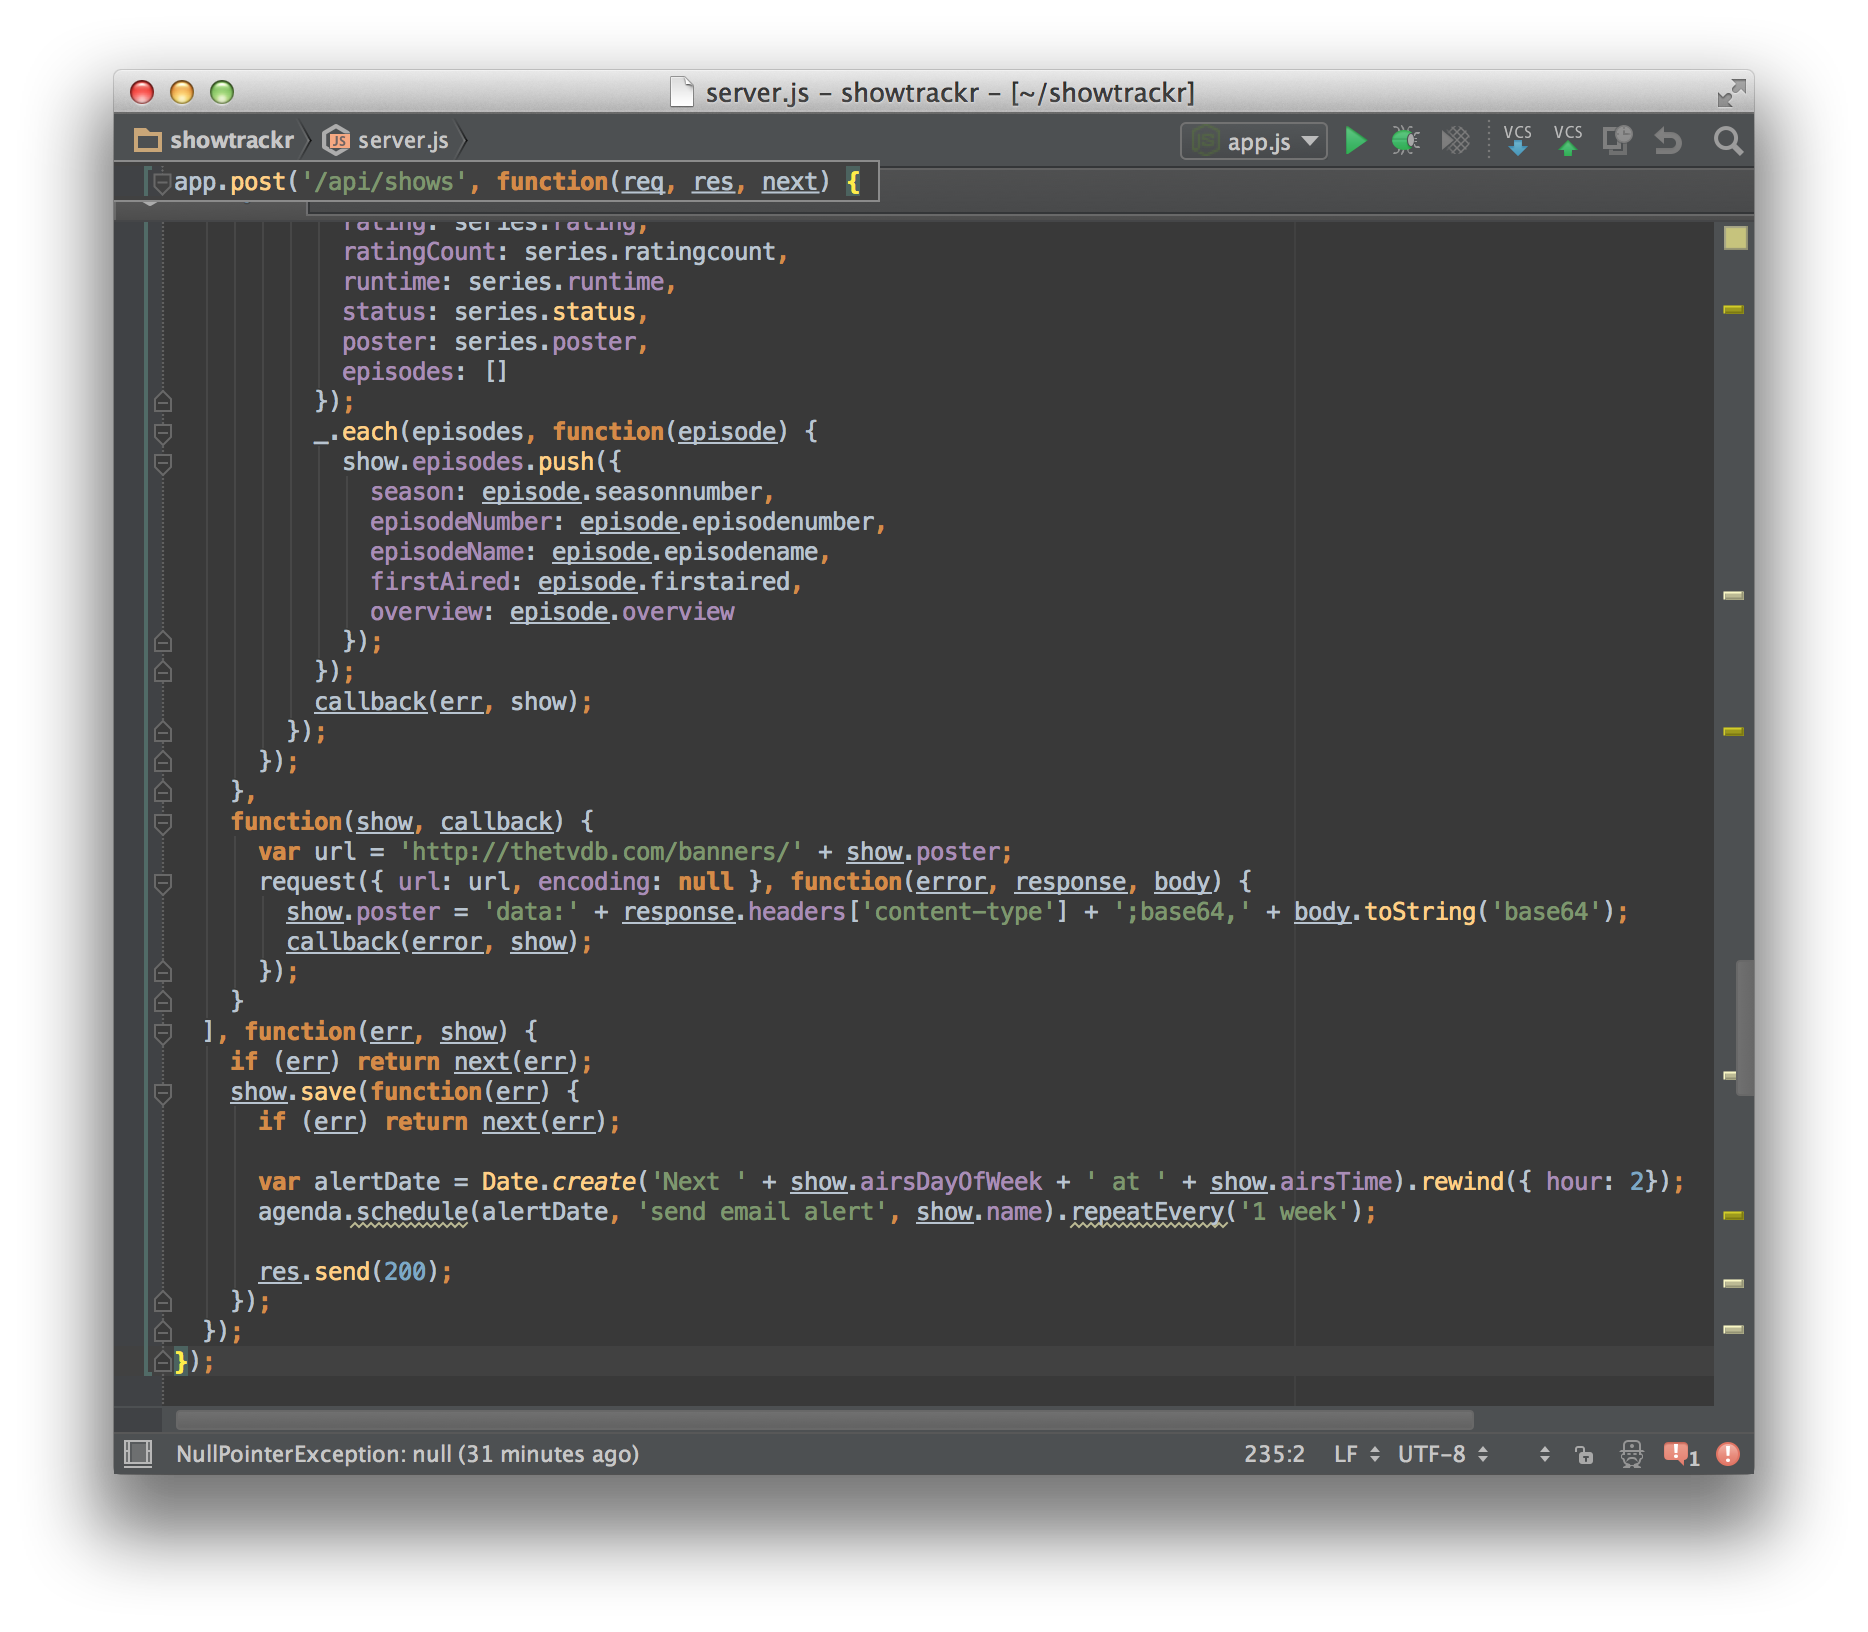 server.js – showtrackr – [~/showtrackr]
showtrackr server.js app.js VCS VCS
app.post('/api/shows', function(req, res, next) {
rating: series.rating,
ratingCount: series.ratingcount,
runtime: series.runtime,
status: series.status,
poster: series.poster,
episodes: []
});
_.each(episodes, function(episode) {
show.episodes.push({
season: episode.seasonnumber,
episodeNumber: episode.episodenumber,
episodeName: episode.episodename,
firstAired: episode.firstaired,
overview: episode.overview
});
});
callback(err, show);
});
});
},
function(show, callback) {
var url = 'http://thetvdb.com/banners/' + show.poster;
request({ url: url, encoding: null }, function(error, response, body) {
show.poster = 'data:' + response.headers['content-type'] + ';base64,' + body.toString('base64');
callback(error, show);
});
}
], function(err, show) {
if (err) return next(err);
show.save(function(err) {
if (err) return next(err);
var alertDate = Date.create('Next ' + show.airsDayOfWeek + ' at ' + show.airsTime).rewind({ hour: 2});
agenda.schedule(alertDate, 'send email alert', show.name).repeatEvery('1 week');
res.send(200);
});
});
});
NullPointerException: null (31 minutes ago) 235:2 LF UTF-8 1